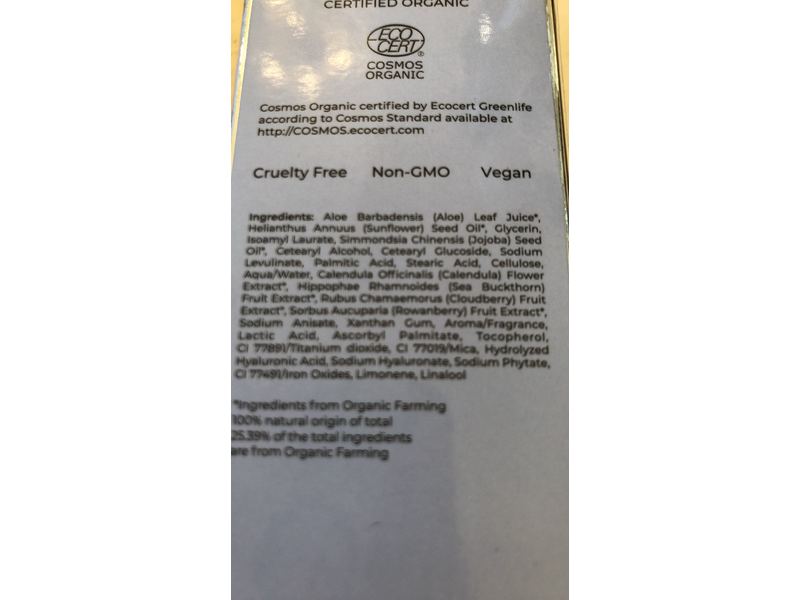 CERTIFIED ORGANIC
ECO
CERT®
COSMOS
ORGANIC
Cosmos Organic certified by Ecocert Greenlife
according to Cosmos Standard available at
http://COSMOS.ecocert.com
Cruelty Free Non-GMO Vegan
Ingredients: Aloe Barbadensis (Aloe) Leaf Juice*,
Helianthus Annuus (Sunflower) Seed Oil*, Glycerin,
Isoamyl Laurate, Simmondsia Chinensis (Jojoba) Seed
Oil*, Cetearyl Alcohol, Cetearyl Glucoside, Sodium
Levulinate, Palmitic Acid, Stearic Acid, Cellulose,
Aqua/Water, Calendula Officinalis (Calendula) Flower
Extract*, Hippophae Rhamnoides (Sea Buckthorn)
Fruit Extract*, Rubus Chamaemorus (Cloudberry) Fruit
Extract*, Sorbus Aucuparia (Rowanberry) Fruit Extract*,
Sodium Anisate, Xanthan Gum, Aroma/Fragrance,
Lactic Acid, Ascorbyl Palmitate, Tocopherol,
CI 77891/Titanium dioxide, CI 77019/Mica, Hydrolyzed
Hyaluronic Acid, Sodium Hyaluronate, Sodium Phytate,
CI 77491/Iron Oxides, Limonene, Linalool
*Ingredients from Organic Farming
100% natural origin of total
25.39% of the total ingredients
are from Organic Farming